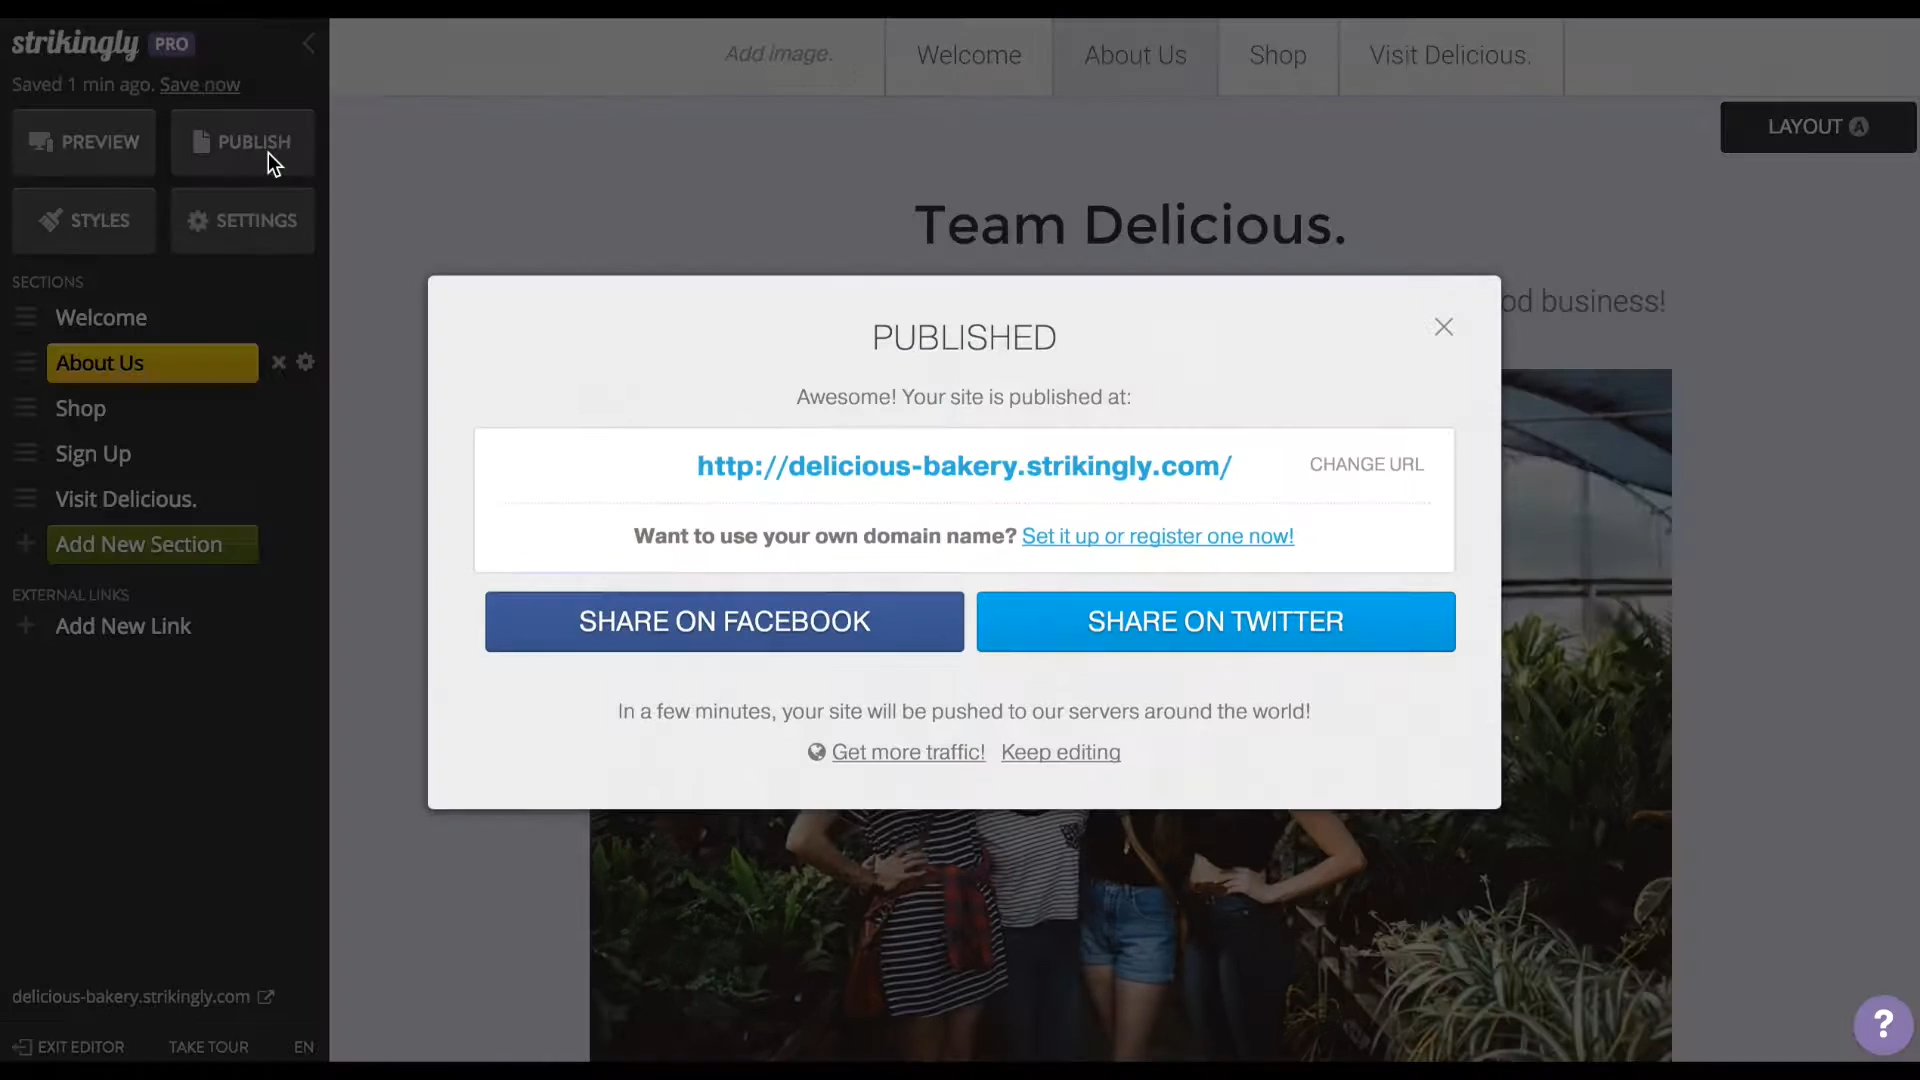 strikingly PRO
Saved 1 min ago. Save now
PREVIEW
PUBLISH
STYLES
SETTINGS
SECTIONS
Welcome
About Us
Shop
Sign Up
Visit Delicious.
Add New Section
EXTERNAL LINKS
Add New Link
delicious-bakery.strikingly.com
EXIT EDITOR
TAKE TOUR
EN
Add Image.
Welcome
About Us
Shop
Visit Delicious.
LAYOUT A
Team Delicious.
od business!
PUBLISHED
Awesome! Your site is published at:
http://delicious-bakery.strikingly.com/
CHANGE URL
Want to use your own domain name? Set it up or register one now!
SHARE ON FACEBOOK
SHARE ON TWITTER
In a few minutes, your site will be pushed to our servers around the world!
Get more traffic! Keep editing
?